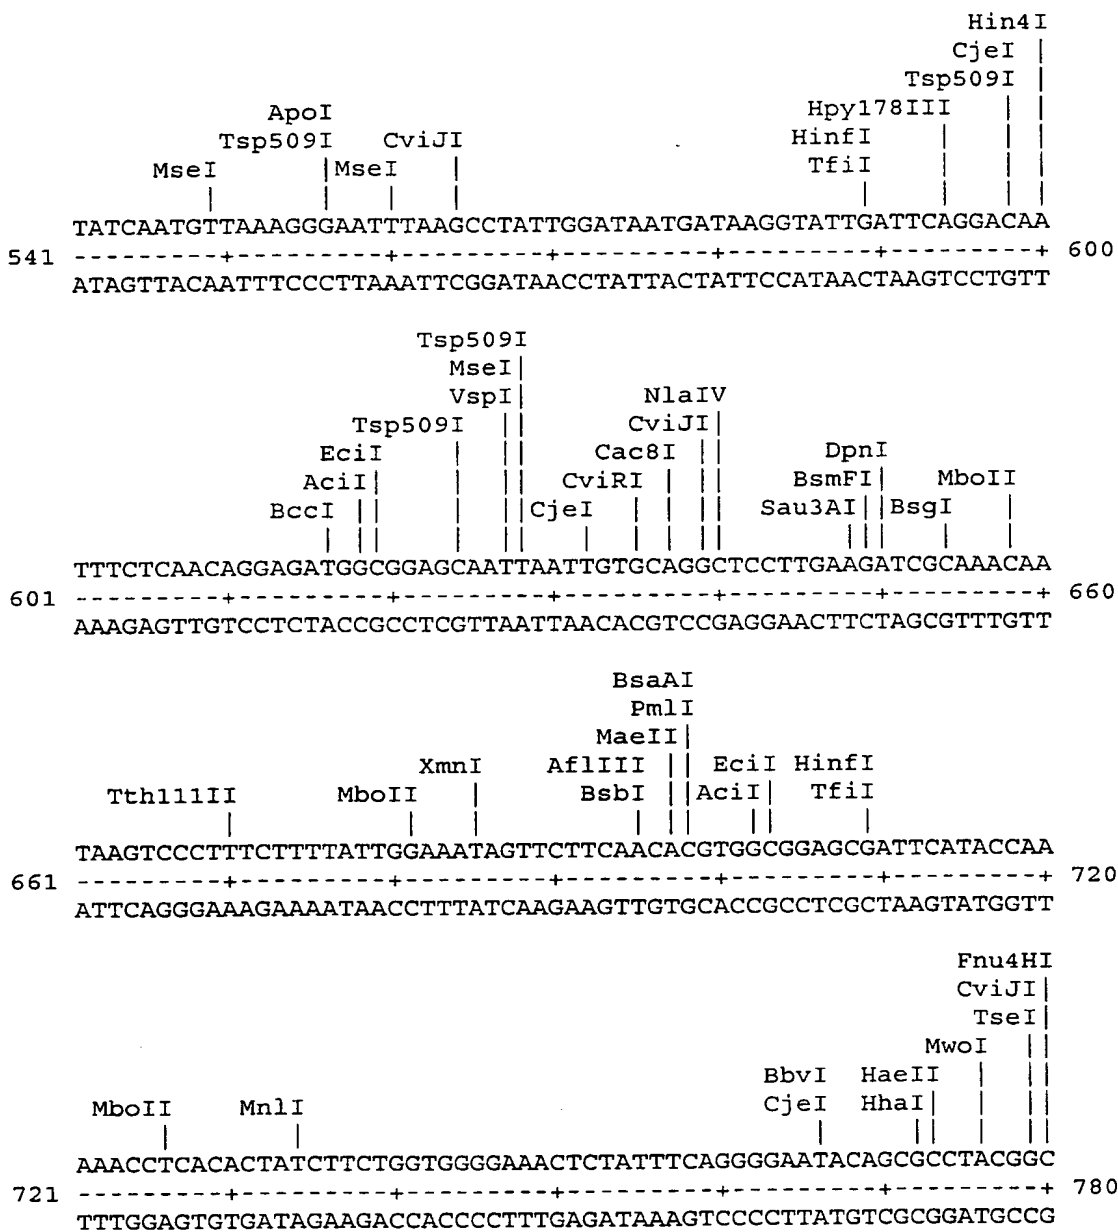 Hin4I
CjeI
Tsp509I
ApoI Hpy178III
Tsp509I CviJI HinfI
MseI MseI TfiI
TATCAATGTTAAAGGGAATTTAAGCCTATTGGATAATGATAAGGTATTGATTCAGGACAA
541 ---------+---------+---------+---------+---------+---------+ 600
ATAGTTACAATTTCCCTTAAATTCGGATAACCTATTACTATTCCATAACTAAGTCCTGTT
Tsp509I
MseI
VspI NlaIV
Tsp509I CviJI
EciI Cac8I DpnI
AciI CviRI BsmFI MboII
BccI CjeI Sau3AI BsgI
TTTCTCAACAGGAGATGGCGGAGCAATTAATTGTGCAGGCTCCTTGAAGATCGCAAACAA
601 ---------+---------+---------+---------+---------+---------+ 660
AAAGAGTTGTCCTCTACCGCCTCGTTAATTAACACGTCCGAGGAACTTCTAGCGTTTGTT
BsaAI
PmlI
MaeII
XmnI AflIII EciI HinfI
Tth111II MboII BsbI AciI TfiI
TAAGTCCCTTTCTTTTATTGGAAATAGTTCTTCAACACGTGGCGGAGCGATTCATACCAA
661 ---------+---------+---------+---------+---------+---------+ 720
ATTCAGGGAAAGAAAATAACCTTTATCAAGAAGTTGTGCACCGCCTCGCTAAGTATGGTT
Fnu4HI
CviJI
TseI
MwoI
BbvI HaeII
MboII MnlI CjeI HhaI
AAACCTCACACTATCTTCTGGTGGGGAAACTCTATTTCAGGGGAATACAGCGCCTACGGC
721 ---------+---------+---------+---------+---------+---------+ 780
TTTGGAGTGTGATAGAAGACCACCCCTTTGAGATAAAGTCCCCTTATGTCGCGGATGCCG